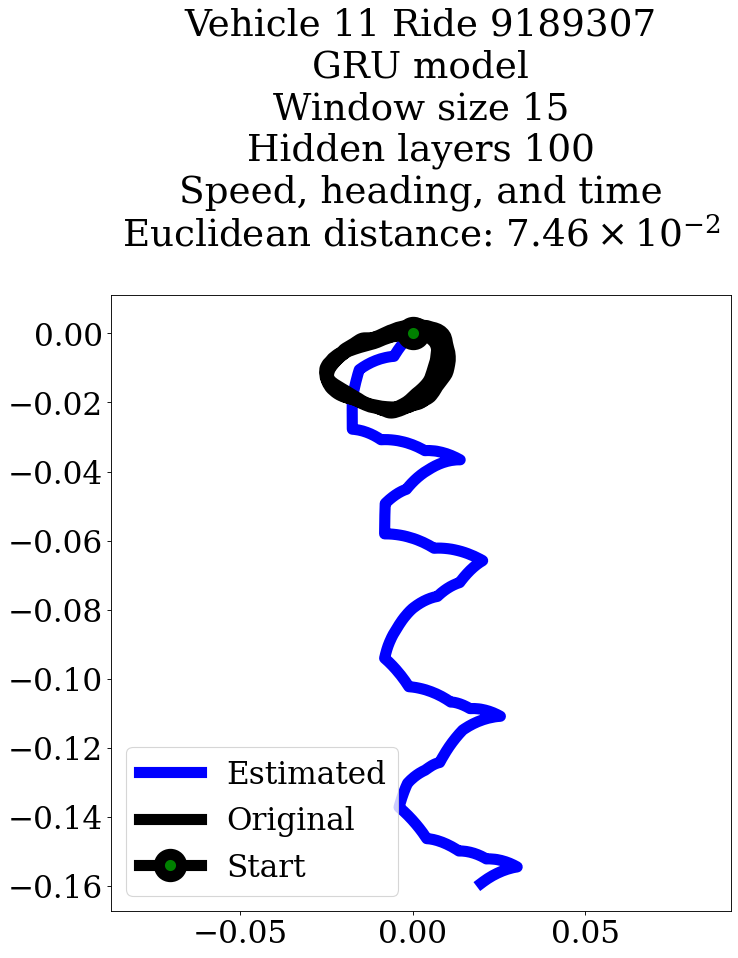 Vehicle 11 Ride 9189307
GRU model
Window size 15
Hidden layers 100
Speed, heading, and time
Euclidean distance: 7.46 × 10⁻²
0.00
−0.02
−0.04
−0.06
−0.08
−0.10
−0.12
−0.14
−0.16
Estimated
Original
Start
−0.05 0.00 0.05